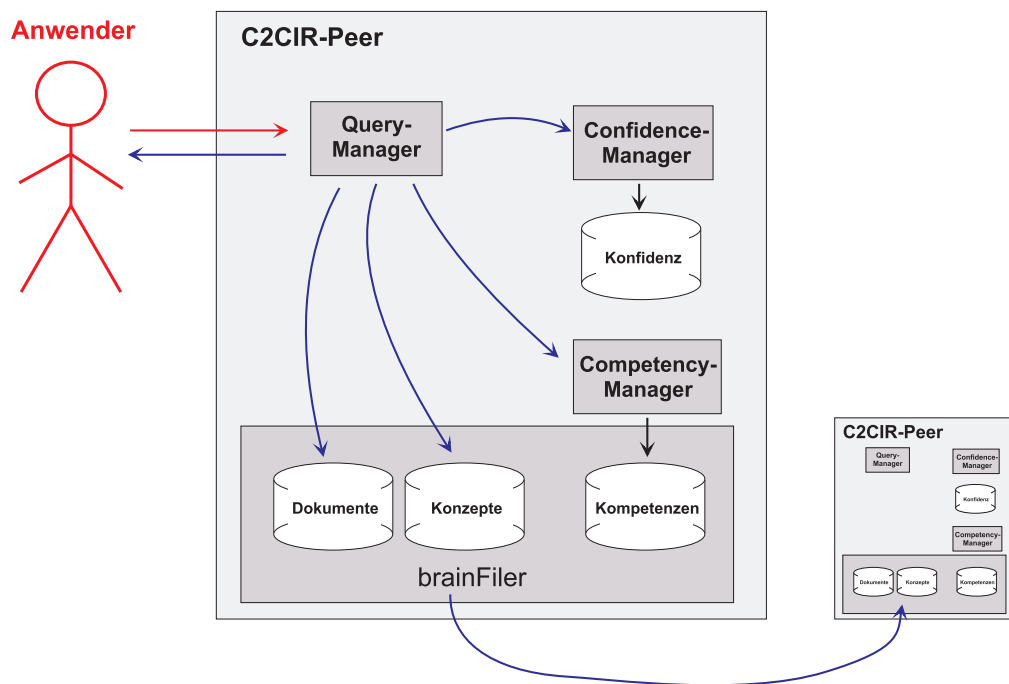 Anwender
C2CIR-Peer
Query-
Manager
Confidence-
Manager
Konfidenz
Competency-
Manager
Dokumente
Konzepte
Kompetenzen
brainFiler
C2CIR-Peer
Query-
Manager
Confidence-
Manager
Konfidenz
Competency-
Manager
Dokumente
Konzepte
Kompetenzen